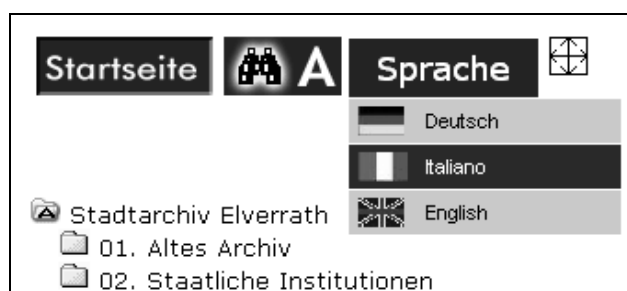 Startseite A Sprache
Deutsch
Italiano
English
Stadtarchiv Elverrath
01. Altes Archiv
02. Staatliche Institutionen